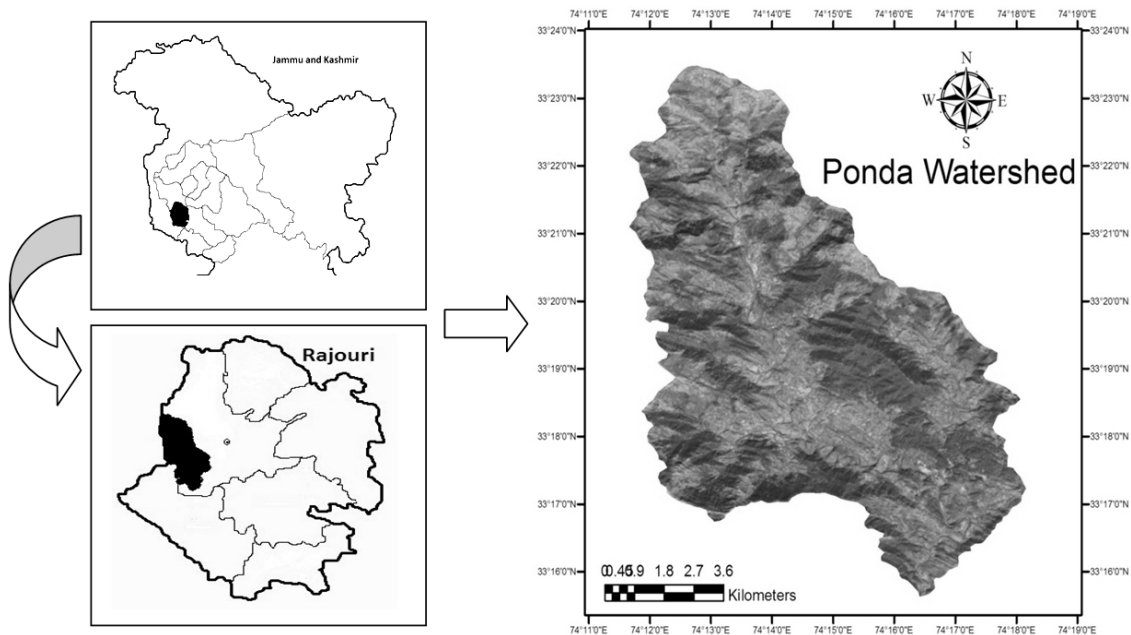 Jammu and Kashmir
Rajouri
74°11'0"E 74°12'0"E 74°13'0"E 74°14'0"E 74°15'0"E 74°16'0"E 74°17'0"E 74°18'0"E 74°19'0"E
33°24'0"N 33°24'0"N
N
33°23'0"N W E 33°23'0"N
S
33°22'0"N Ponda Watershed 33°22'0"N
33°21'0"N 33°21'0"N
33°20'0"N 33°20'0"N
33°19'0"N 33°19'0"N
33°18'0"N 33°18'0"N
33°17'0"N 33°17'0"N
33°16'0"N 33°16'0"N
0 0.45 0.9 1.8 2.7 3.6
Kilometers
74°11'0"E 74°12'0"E 74°13'0"E 74°14'0"E 74°15'0"E 74°16'0"E 74°17'0"E 74°18'0"E 74°19'0"E